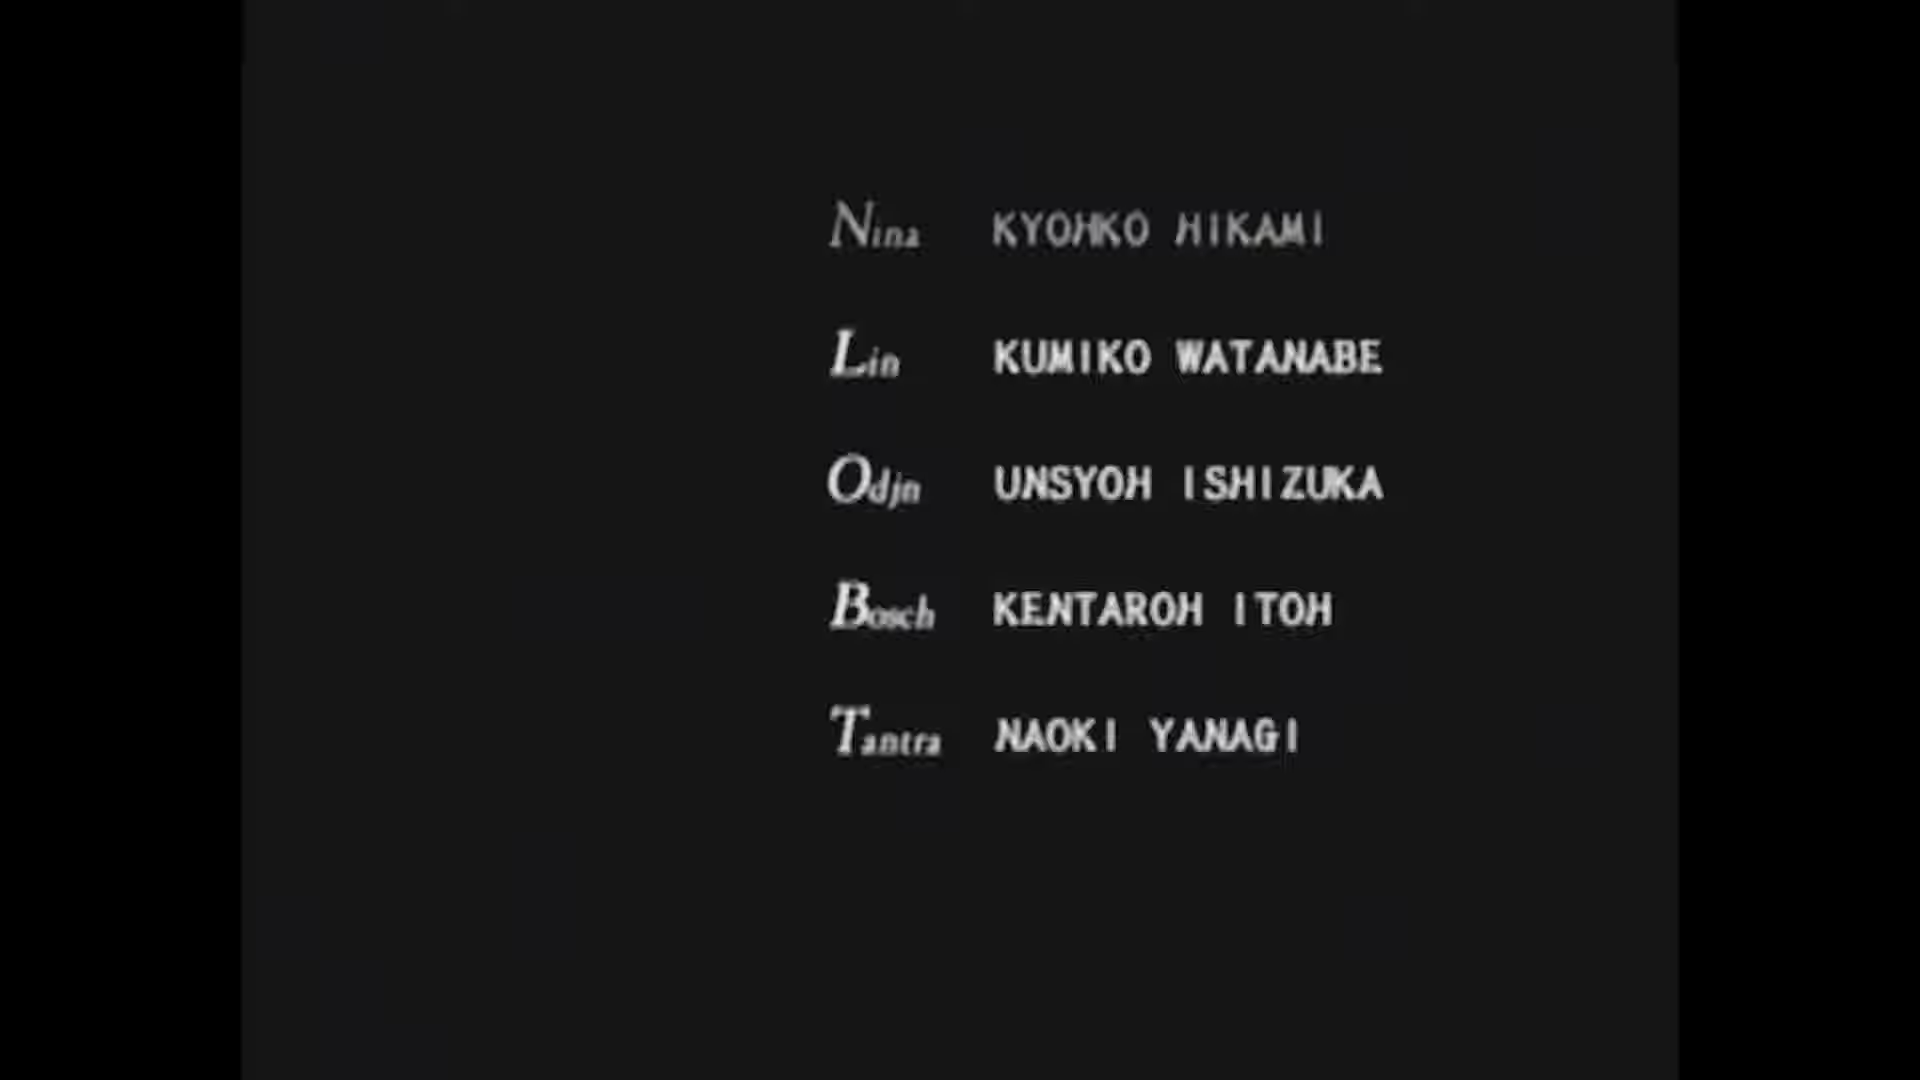 Nina KYOHKO HIKAMI
Lin KUMIKO WATANABE
Odjn UNSYOH ISHIZUKA
Bosch KENTAROH ITOH
Tantra NAOKI YANAGI